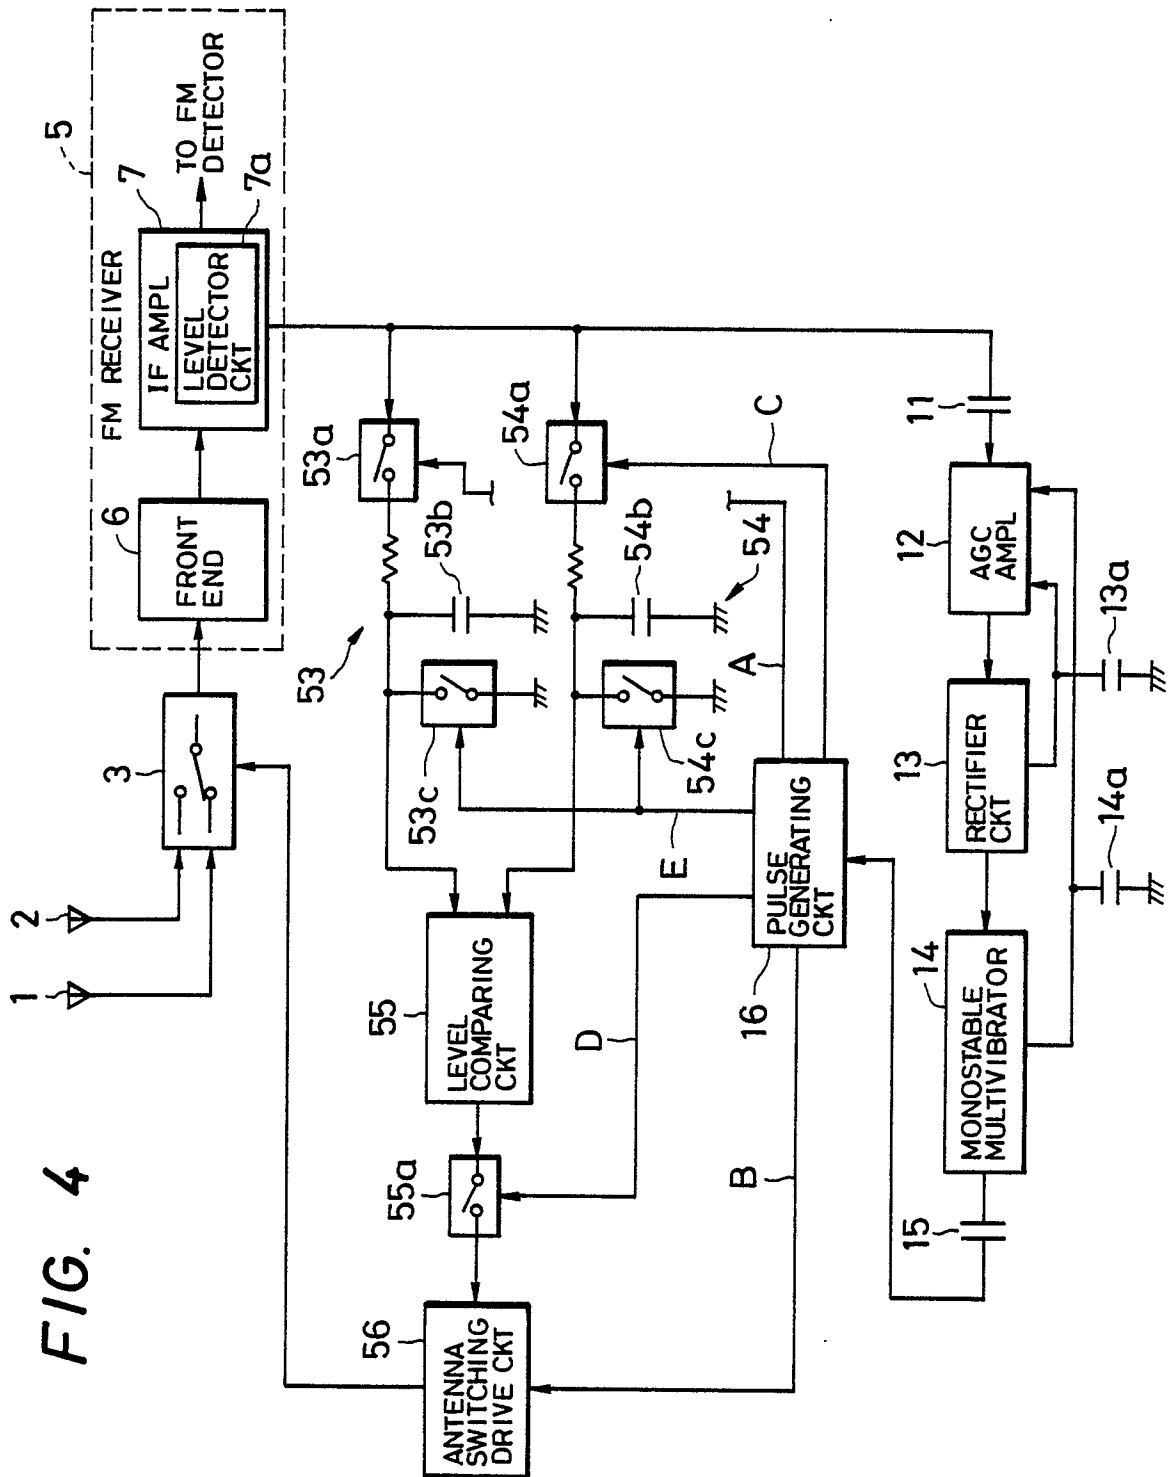 FIG. 4
1
2
3
5
FM RECEIVER
6
FRONT
END
7
IF AMPL
LEVEL
DETECTOR
CKT
7a
TO FM
DETECTOR
53
53a
53b
53c
54a
54b
54
54c
55
LEVEL
COMPARING
CKT
55a
56
ANTENNA
SWITCHING
DRIVE CKT
A
B
C
D
E
16
PULSE
GENERATING
CKT
11
12
AGC
AMPL
13
RECTIFIER
CKT
13a
14
MONOSTABLE
MULTIVIBRATOR
14a
15